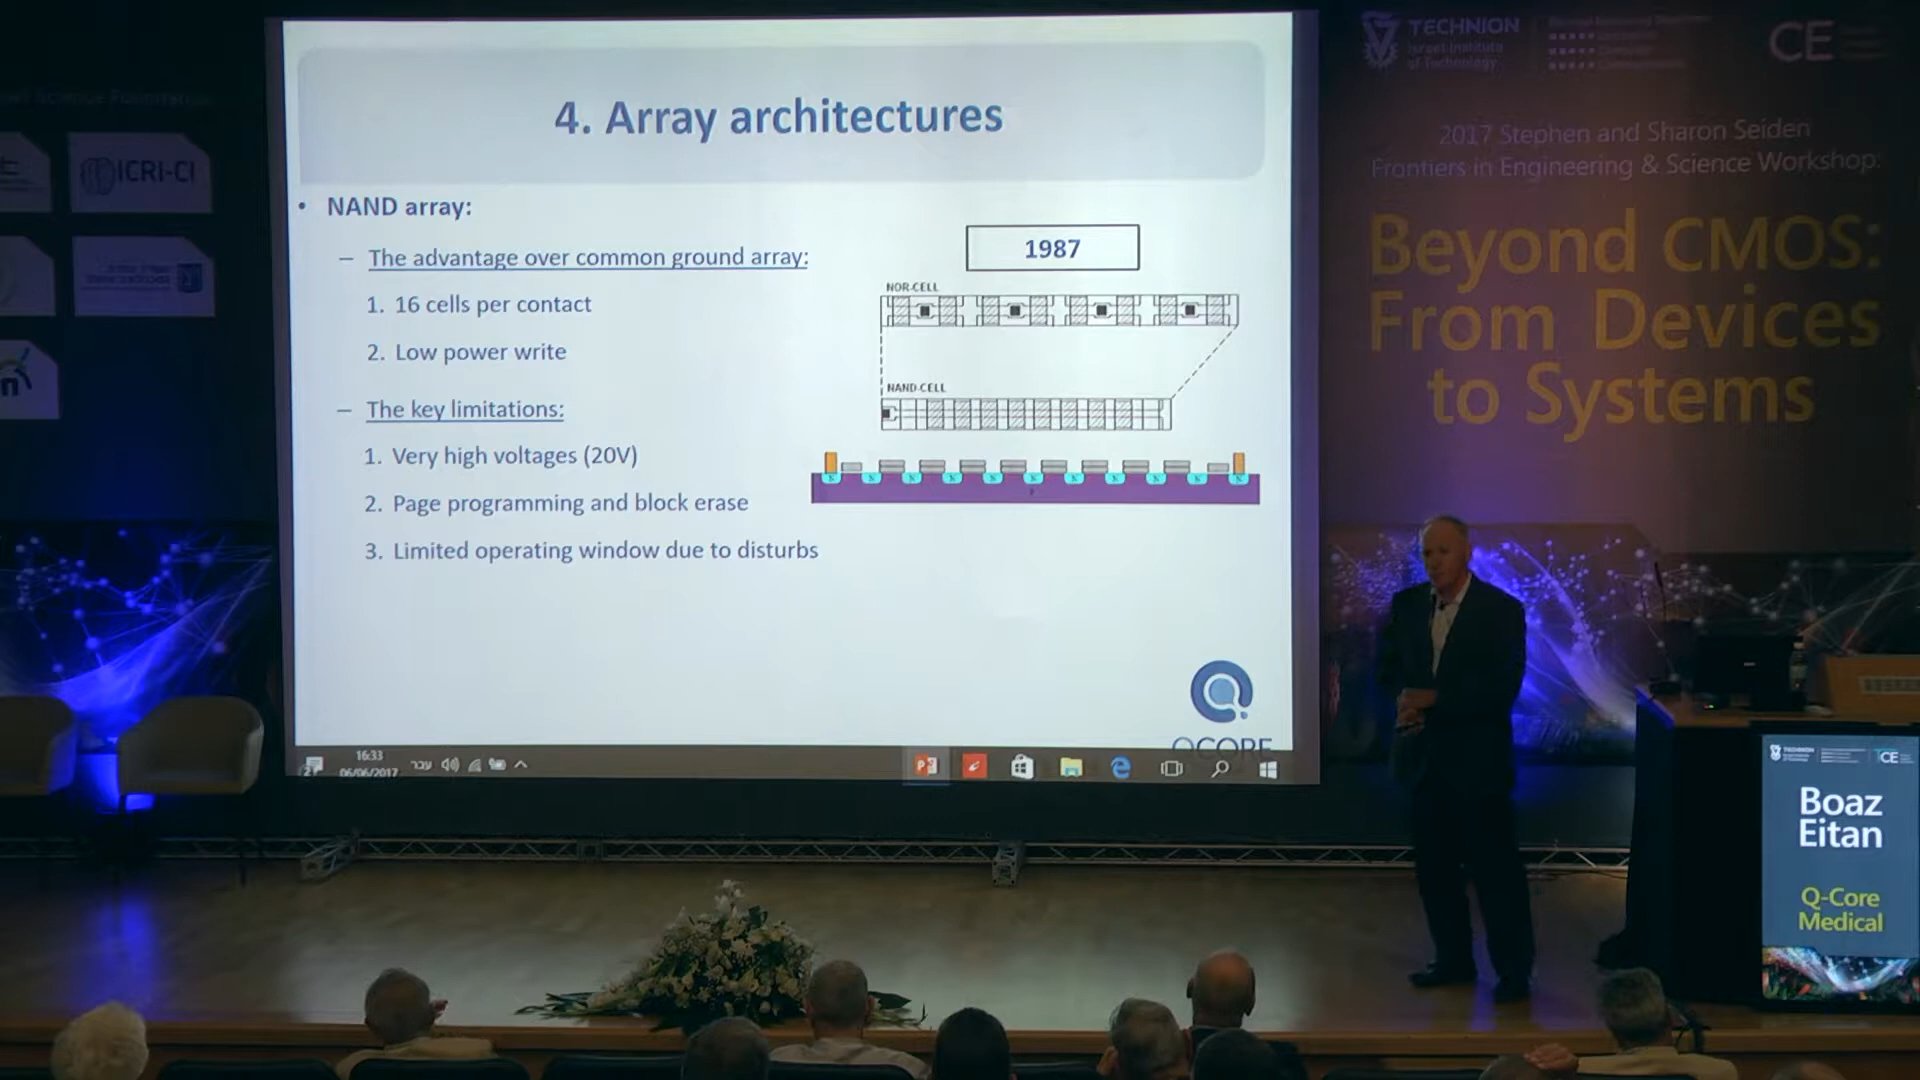 4. Array architectures
• NAND array:
– The advantage over common ground array:
1. 16 cells per contact
2. Low power write
– The key limitations:
1. Very high voltages (20V)
2. Page programming and block erase
3. Limited operating window due to disturbs
1987
NOR-CELL
NAND-CELL
QCORE
16:33
06/06/2017
עבר
ICRI-CI
TECHNION
Israel Institute
of Technology
CE
2017 Stephen and Sharon Seiden
Frontiers in Engineering & Science Workshop:
Beyond CMOS:
From Devices
to Systems
TECHNION
CE
Boaz
Eitan
Q-Core
Medical